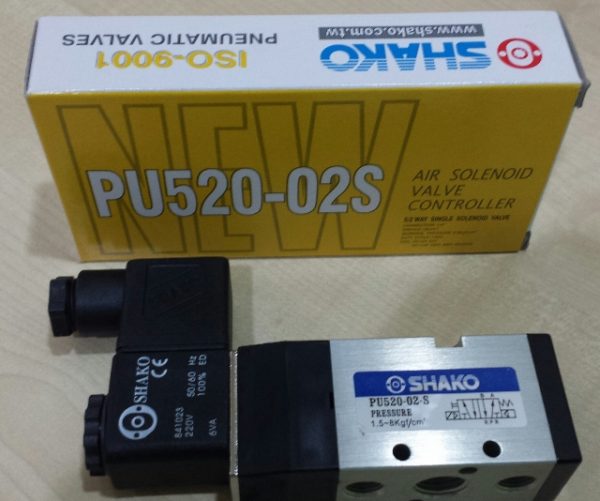 SHAKO
www.shako.com.tw
ISO-9001
PNEUMATIC VALVES
NEW
PU520-02S
AIR SOLENOID
VALVE
CONTROLLER
5/2 WAY SINGLE SOLENOID VALVE
SHAKO
CE
841023
220V 50/60 Hz
100% ED
6VA
SHAKO
PU520-02-S
PRESSURE
1.5~8Kgf/cm²